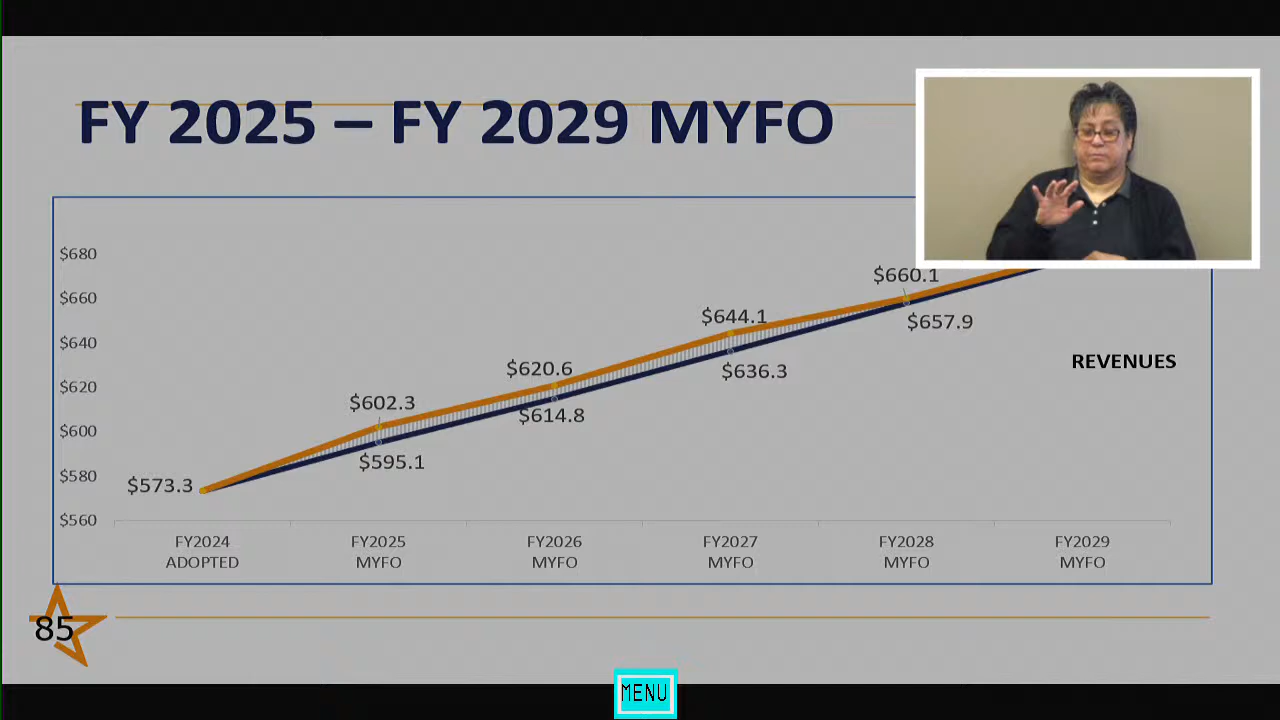 FY 2025 – FY 2029 MYFO
$680
$660
$640
$620
$600
$580
$560
$573.3
$602.3
$595.1
$620.6
$614.8
$644.1
$636.3
$660.1
$657.9
REVENUES
FY2024 ADOPTED
FY2025 MYFO
FY2026 MYFO
FY2027 MYFO
FY2028 MYFO
FY2029 MYFO
85
MENU